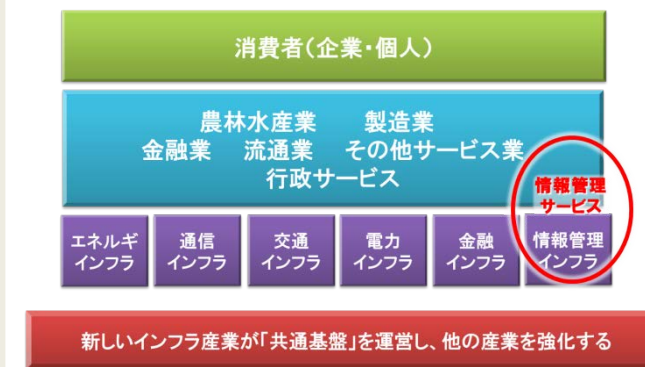 消費者(企業・個人)
農林水産業　製造業
金融業　流通業　その他サービス業
行政サービス
情報管理
サービス
エネルギ
インフラ
通信
インフラ
交通
インフラ
電力
インフラ
金融
インフラ
情報管理
インフラ
新しいインフラ産業が「共通基盤」を運営し、他の産業を強化する